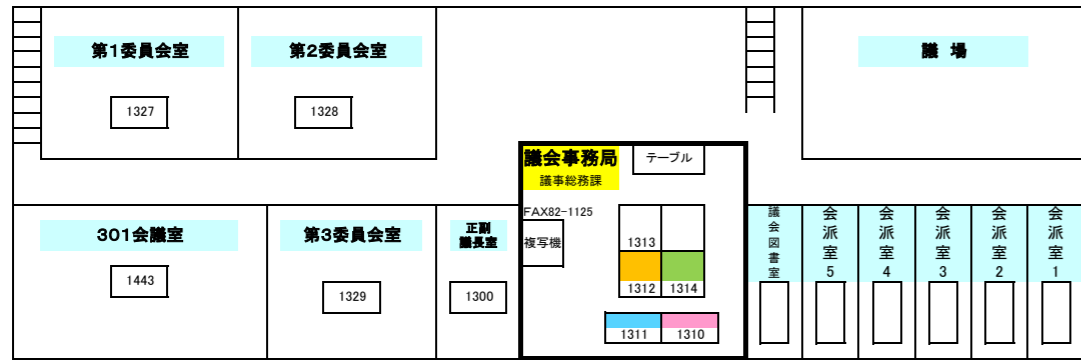 第1委員会室
第2委員会室
議 場
1327
1328
議会事務局
議事総務課
テーブル
FAX82-1125
複写機
1313
1312
1314
1311
1310
301会議室
1443
第3委員会室
1329
正副
議長室
1300
議会図書室
会派室5
会派室4
会派室3
会派室2
会派室1